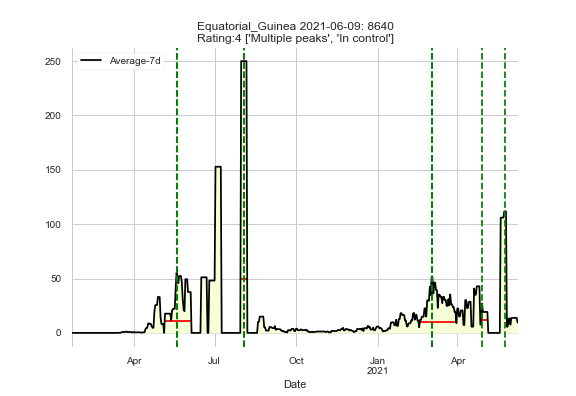 Equatorial_Guinea 2021-06-09: 8640
Rating:4 ['Multiple peaks', 'In control']
Average-7d
250
200
150
100
50
0
Apr
Jul
Oct
Jan
2021
Apr
Date